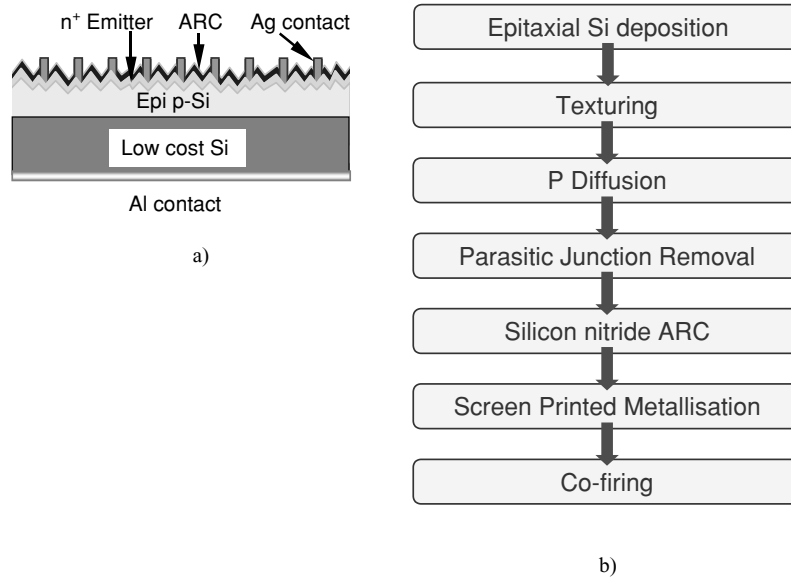 n+ Emitter ARC Ag contact
Epi p-Si
Low cost Si
Al contact
a)
Epitaxial Si deposition
Texturing
P Diffusion
Parasitic Junction Removal
Silicon nitride ARC
Screen Printed Metallisation
Co-firing
b)